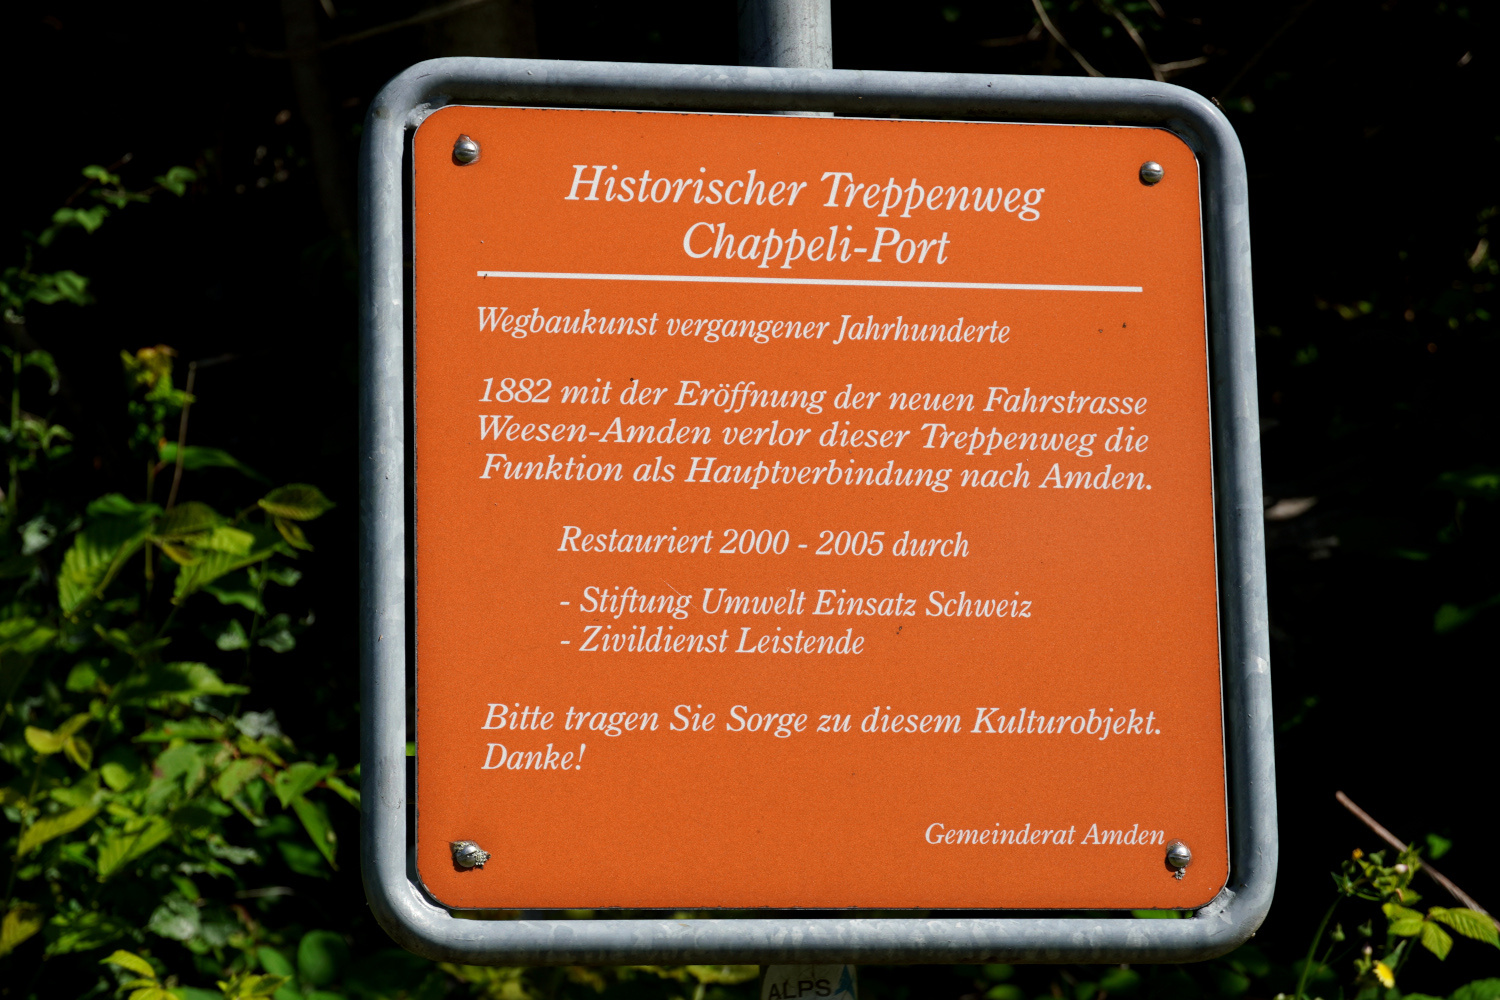 Historischer Treppenweg
Chappeli-Port
Wegbaukunst vergangener Jahrhunderte
1882 mit der Eröffnung der neuen Fahrstrasse
Weesen-Amden verlor dieser Treppenweg die
Funktion als Hauptverbindung nach Amden.
Restauriert 2000 - 2005 durch
- Stiftung Umwelt Einsatz Schweiz
- Zivildienst Leistende
Bitte tragen Sie Sorge zu diesem Kulturobjekt.
Danke!
Gemeinderat Amden
ALPS